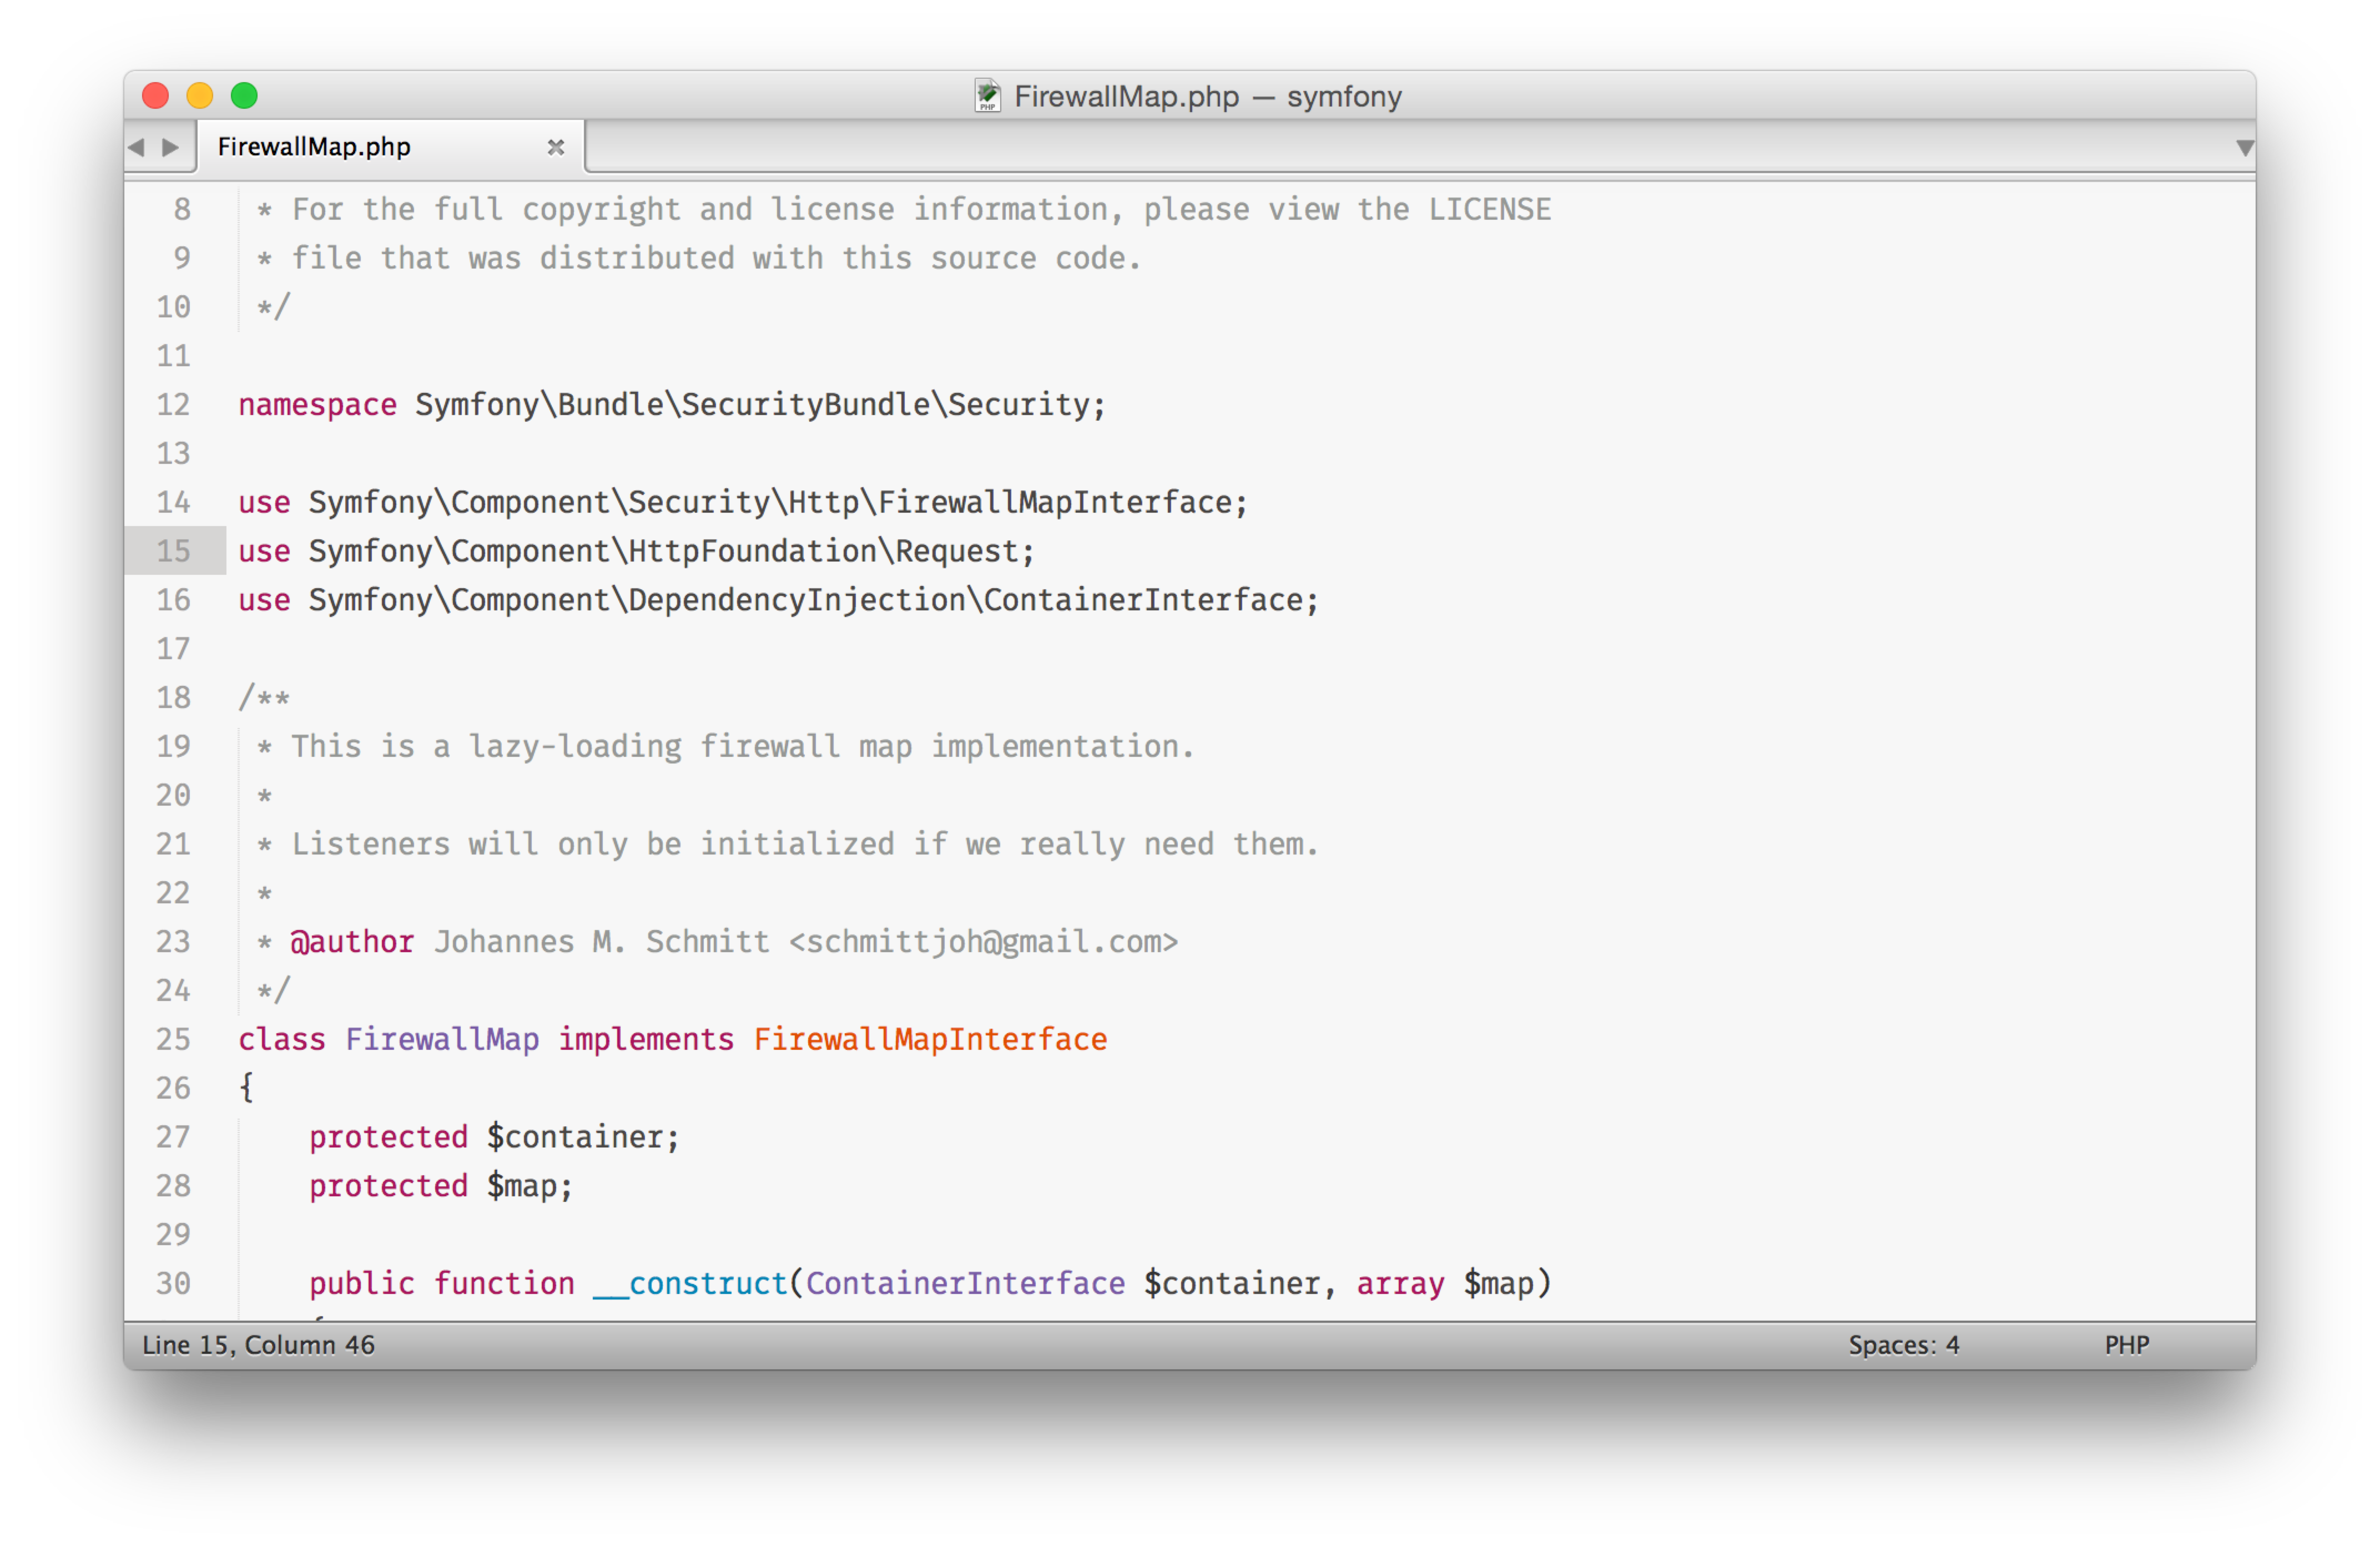 FirewallMap.php — symfony
FirewallMap.php
8 * For the full copyright and license information, please view the LICENSE
9 * file that was distributed with this source code.
10 */
11
12 namespace Symfony\Bundle\SecurityBundle\Security;
13
14 use Symfony\Component\Security\Http\FirewallMapInterface;
15 use Symfony\Component\HttpFoundation\Request;
16 use Symfony\Component\DependencyInjection\ContainerInterface;
17
18 /**
19 * This is a lazy-loading firewall map implementation.
20 *
21 * Listeners will only be initialized if we really need them.
22 *
23 * @author Johannes M. Schmitt <schmittjoh@gmail.com>
24 */
25 class FirewallMap implements FirewallMapInterface
26 {
27 protected $container;
28 protected $map;
29
30 public function __construct(ContainerInterface $container, array $map)
Line 15, Column 46 Spaces: 4 PHP